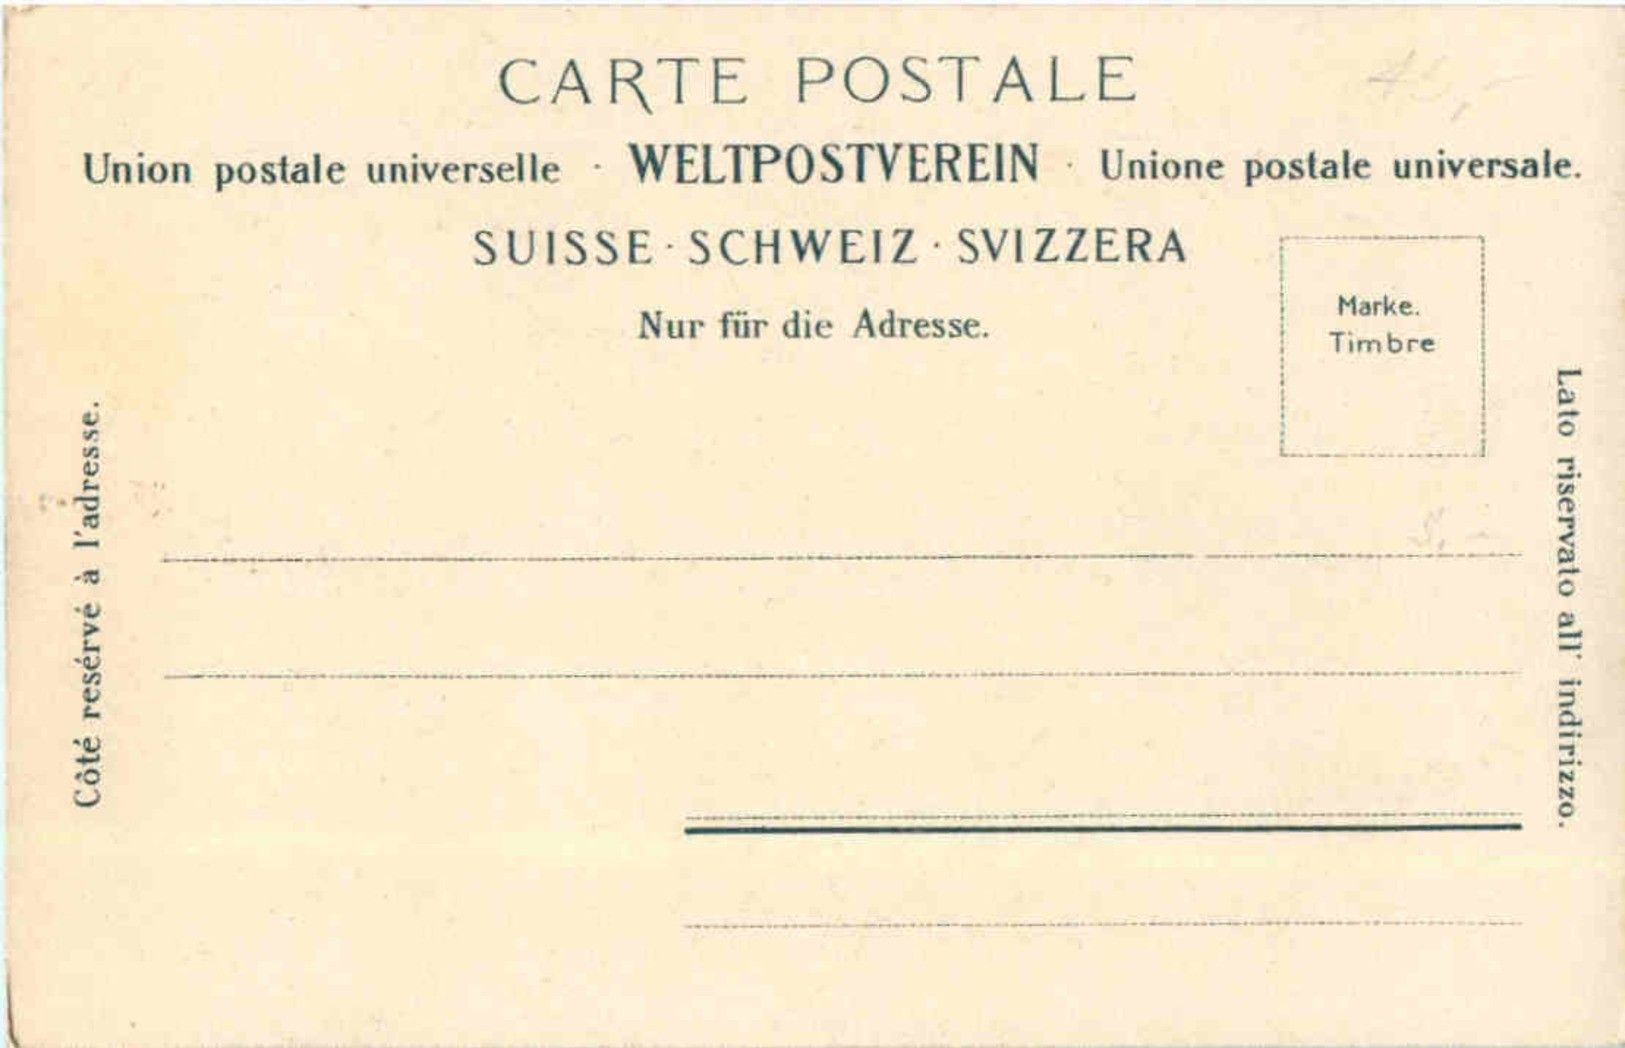 CARTE POSTALE
Union postale universelle · WELTPOSTVEREIN · Unione postale universale.
SUISSE · SCHWEIZ · SVIZZERA
Nur für die Adresse.
Marke.
Timbre
Côté resérvé à l'adresse.
Lato riservato all' indirizzo.